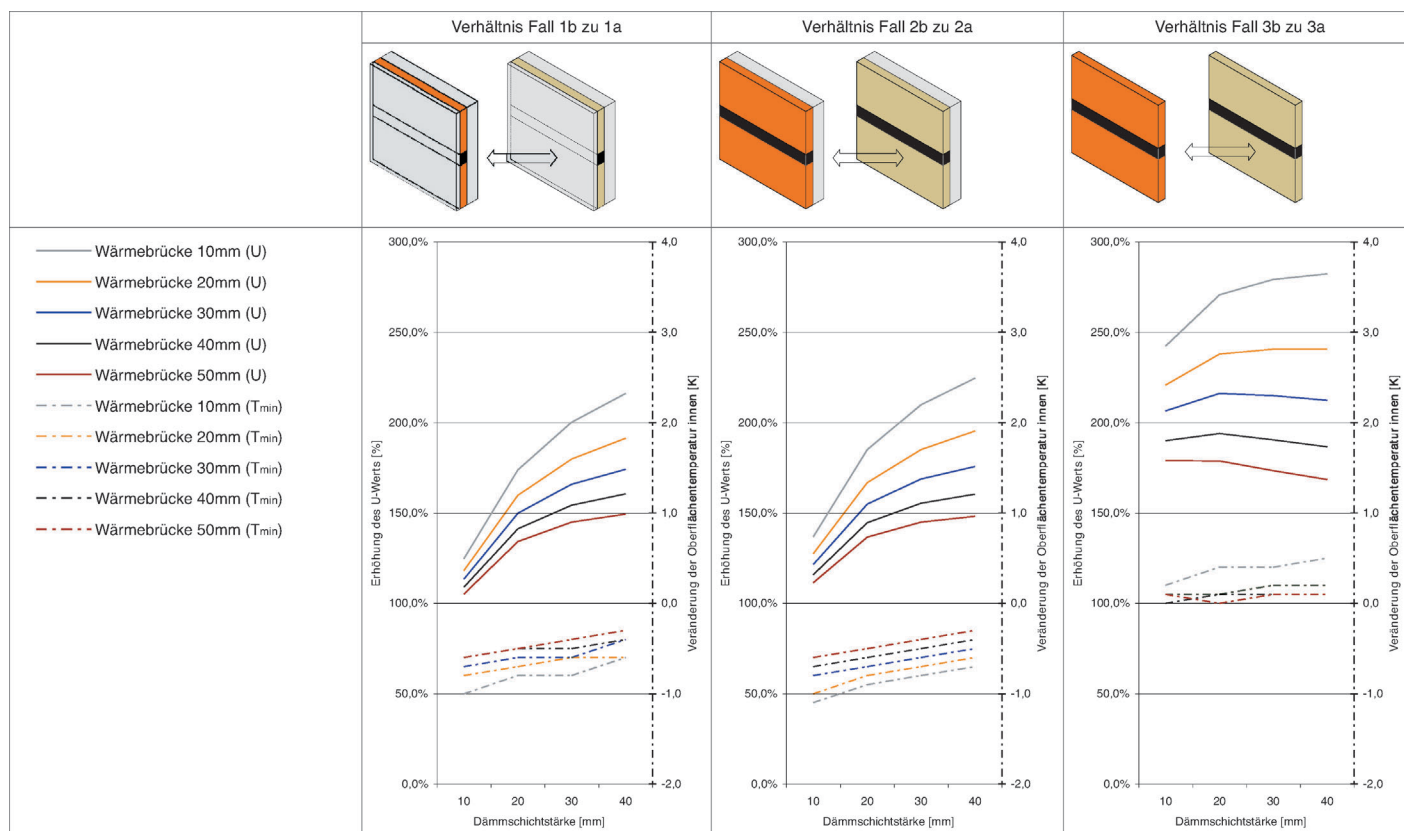 Verhältnis Fall 1b zu 1a
Verhältnis Fall 2b zu 2a
Verhältnis Fall 3b zu 3a
Wärmebrücke 10mm (U)
Wärmebrücke 20mm (U)
Wärmebrücke 30mm (U)
Wärmebrücke 40mm (U)
Wärmebrücke 50mm (U)
Wärmebrücke 10mm (Tmin)
Wärmebrücke 20mm (Tmin)
Wärmebrücke 30mm (Tmin)
Wärmebrücke 40mm (Tmin)
Wärmebrücke 50mm (Tmin)
Erhöhung des U-Werts [%]
300,0%
250,0%
200,0%
150,0%
100,0%
50,0%
0,0%
4,0
3,0
2,0
1,0
0,0
-1,0
-2,0
Veränderung der Oberflächentemperatur innen [K]
10 20 30 40
Dämmschichtstärke [mm]
Erhöhung des U-Werts [%]
300,0%
250,0%
200,0%
150,0%
100,0%
50,0%
0,0%
4,0
3,0
2,0
1,0
0,0
-1,0
-2,0
Veränderung der Oberflächentemperatur innen [K]
10 20 30 40
Dämmschichtstärke [mm]
Erhöhung des U-Werts [%]
300,0%
250,0%
200,0%
150,0%
100,0%
50,0%
0,0%
4,0
3,0
2,0
1,0
0,0
-1,0
-2,0
Veränderung der Oberflächentemperatur innen [K]
10 20 30 40
Dämmschichtstärke [mm]